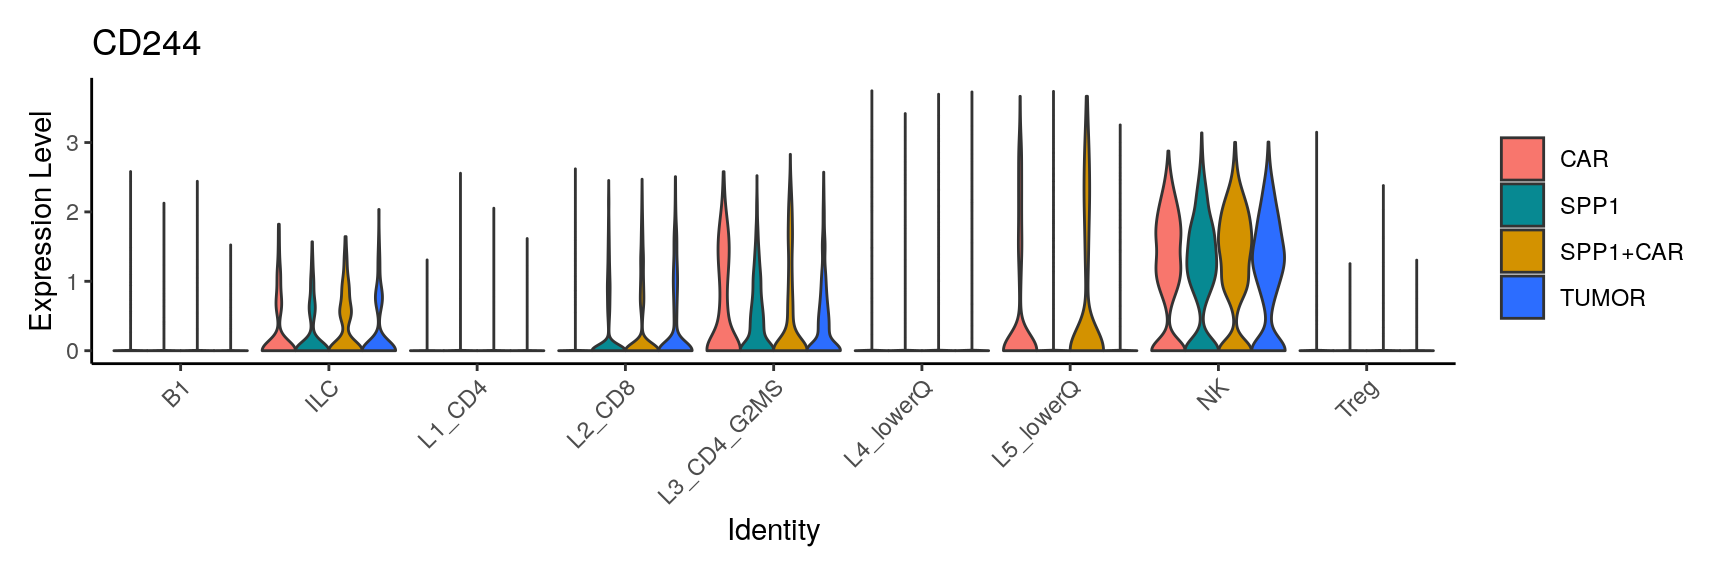 CD244
Expression Level
3
2
1
0
B1
ILC
L1_CD4
L2_CD8
L3_CD4_G2MS
L4_lowerQ
L5_lowerQ
NK
Treg
Identity
CAR
SPP1
SPP1+CAR
TUMOR